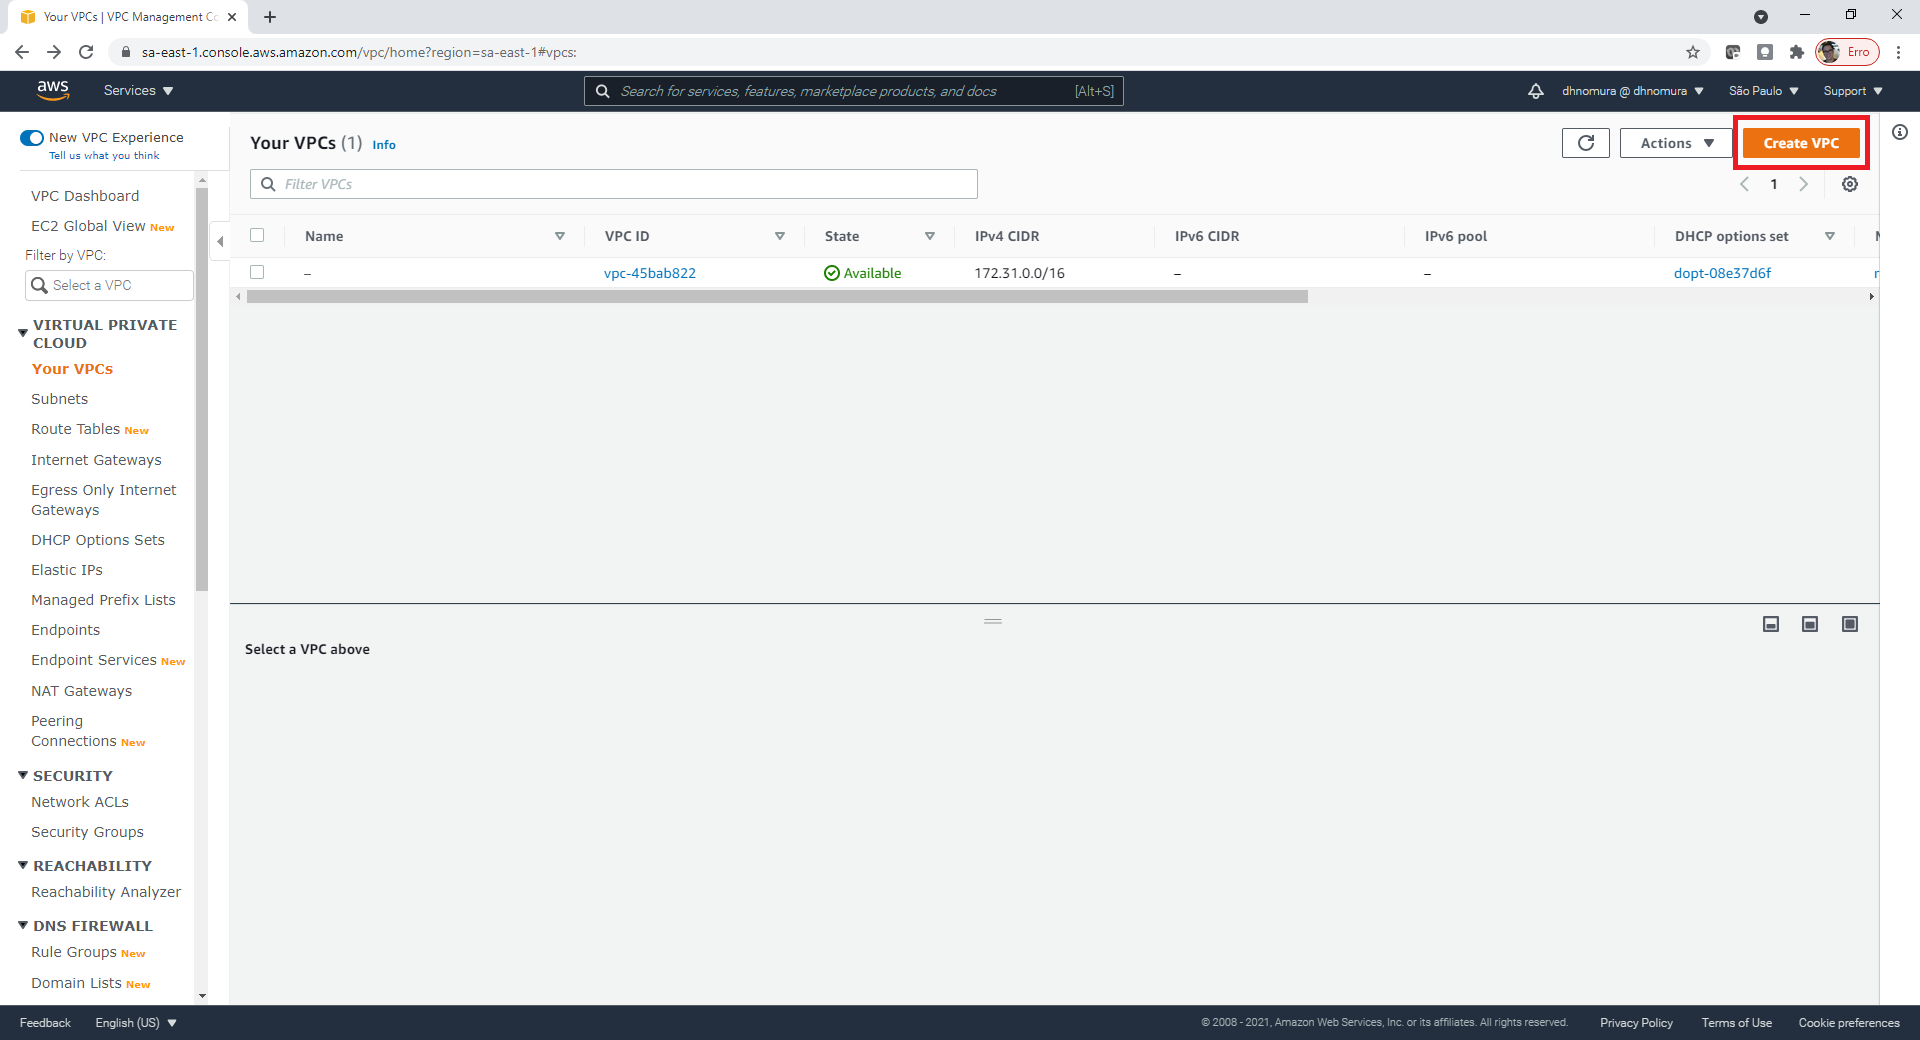 Your VPCs | VPC Management Co
sa-east-1.console.aws.amazon.com/vpc/home?region=sa-east-1#vpcs:
Erro
aws
Services
Search for services, features, marketplace products, and docs
[Alt+S]
dhnomura @ dhnomura
São Paulo
Support
New VPC Experience
Tell us what you think
VPC Dashboard
EC2 Global View New
Filter by VPC:
Select a VPC
VIRTUAL PRIVATE
CLOUD
Your VPCs
Subnets
Route Tables New
Internet Gateways
Egress Only Internet
Gateways
DHCP Options Sets
Elastic IPs
Managed Prefix Lists
Endpoints
Endpoint Services New
NAT Gateways
Peering
Connections New
SECURITY
Network ACLs
Security Groups
REACHABILITY
Reachability Analyzer
DNS FIREWALL
Rule Groups New
Domain Lists New
Your VPCs (1) Info
Actions
Create VPC
Filter VPCs
1
Name VPC ID State IPv4 CIDR IPv6 CIDR IPv6 pool DHCP options set
– vpc-45bab822 Available 172.31.0.0/16 – – dopt-08e37d6f
Select a VPC above
Feedback English (US) © 2008 - 2021, Amazon Web Services, Inc. or its affiliates. All rights reserved. Privacy Policy Terms of Use Cookie preferences